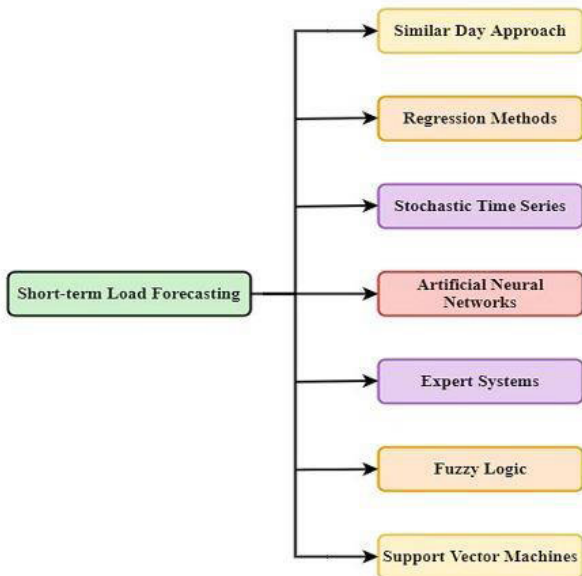 Similar Day Approach
Regression Methods
Stochastic Time Series
Short-term Load Forecasting
Artificial Neural
Networks
Expert Systems
Fuzzy Logic
Support Vector Machines